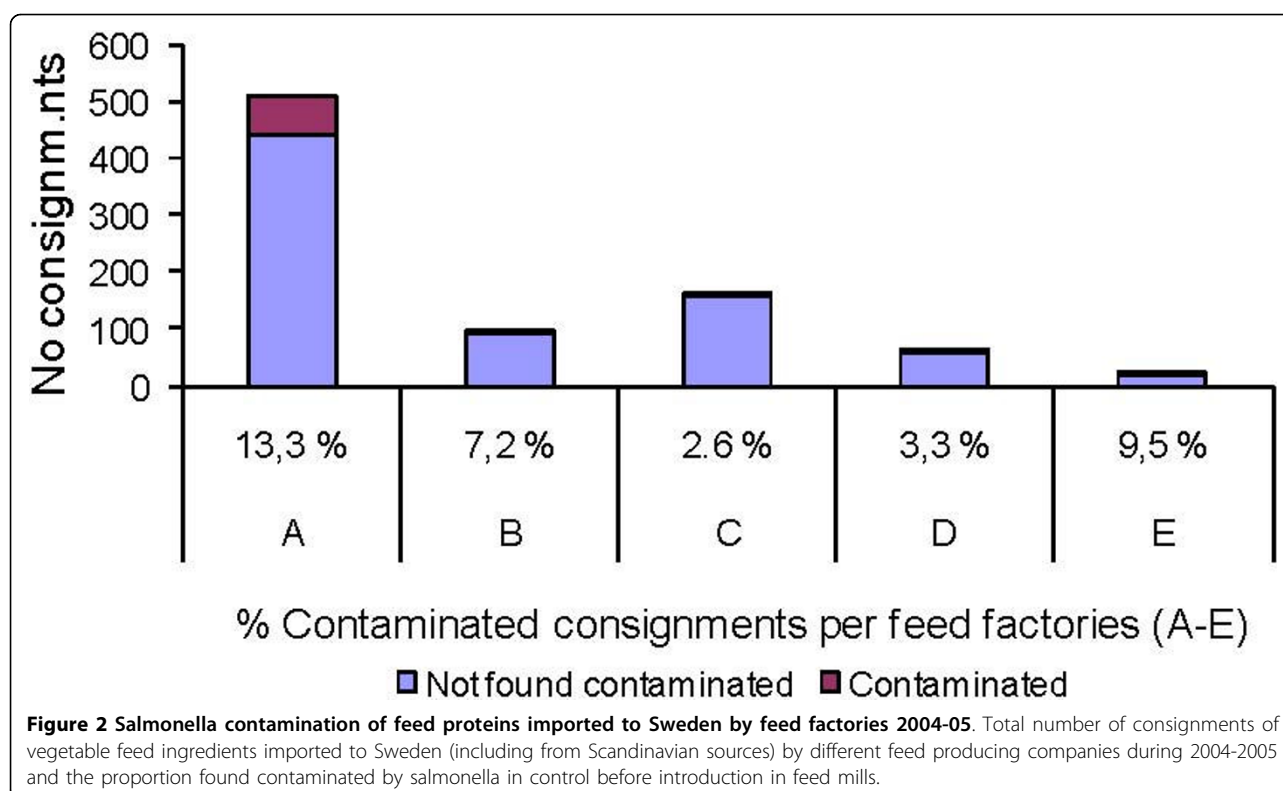 600
500
400
300
200
100
0
No consignm.nts
13,3 % 7,2 % 2.6 % 3,3 % 9,5 %
A B C D E
% Contaminated consignments per feed factories (A-E)
Not found contaminated Contaminated
Figure 2 Salmonella contamination of feed proteins imported to Sweden by feed factories 2004-05. Total number of consignments of
vegetable feed ingredients imported to Sweden (including from Scandinavian sources) by different feed producing companies during 2004-2005
and the proportion found contaminated by salmonella in control before introduction in feed mills.